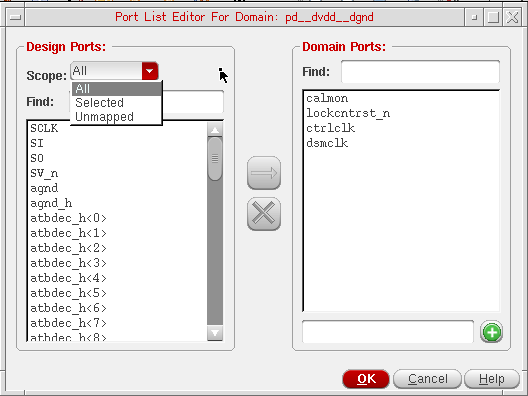 Port List Editor For Domain: pd__dvdd__dgnd
Design Ports:
Scope: All
All
Selected
Unmapped
Find:
SCLK
SI
SO
SV_n
agnd
agnd_h
atbdec_h<0>
atbdec_h<1>
atbdec_h<2>
atbdec_h<3>
atbdec_h<4>
atbdec_h<5>
atbdec_h<6>
atbdec_h<7>
atbdec_h<8>
Domain Ports:
Find:
calmon
lockcntrst_n
ctrlclk
dsmclk
OK
Cancel
Help